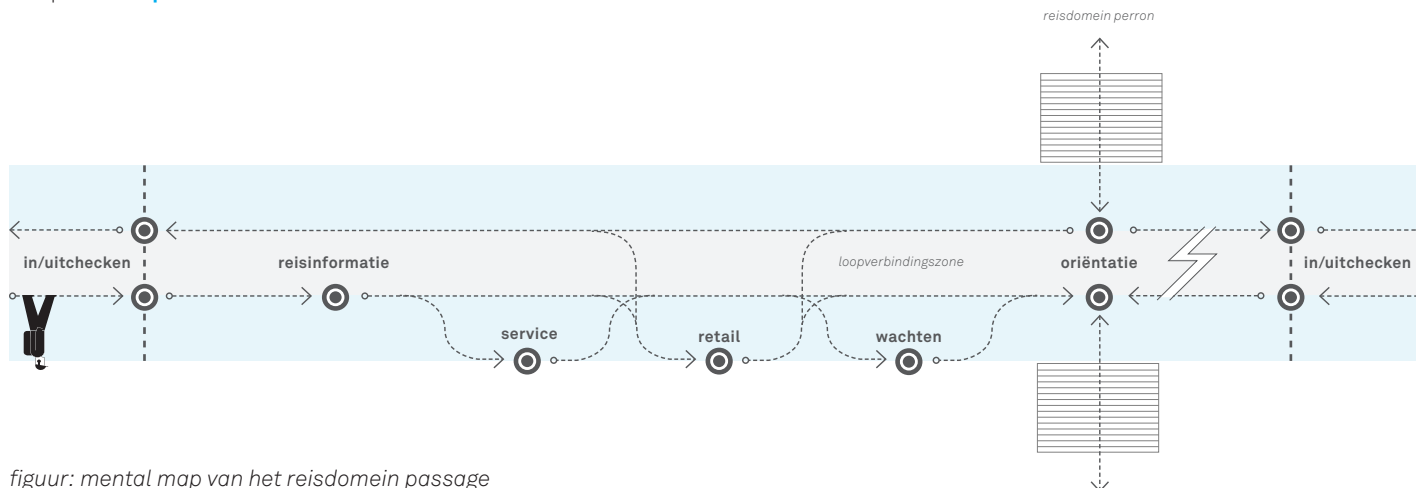 reisdomein perron
in/uitchecken
reisinformatie
loopverbindingszone
oriëntatie
in/uitchecken
service
retail
wachten
figuur: mental map van het reisdomein passage